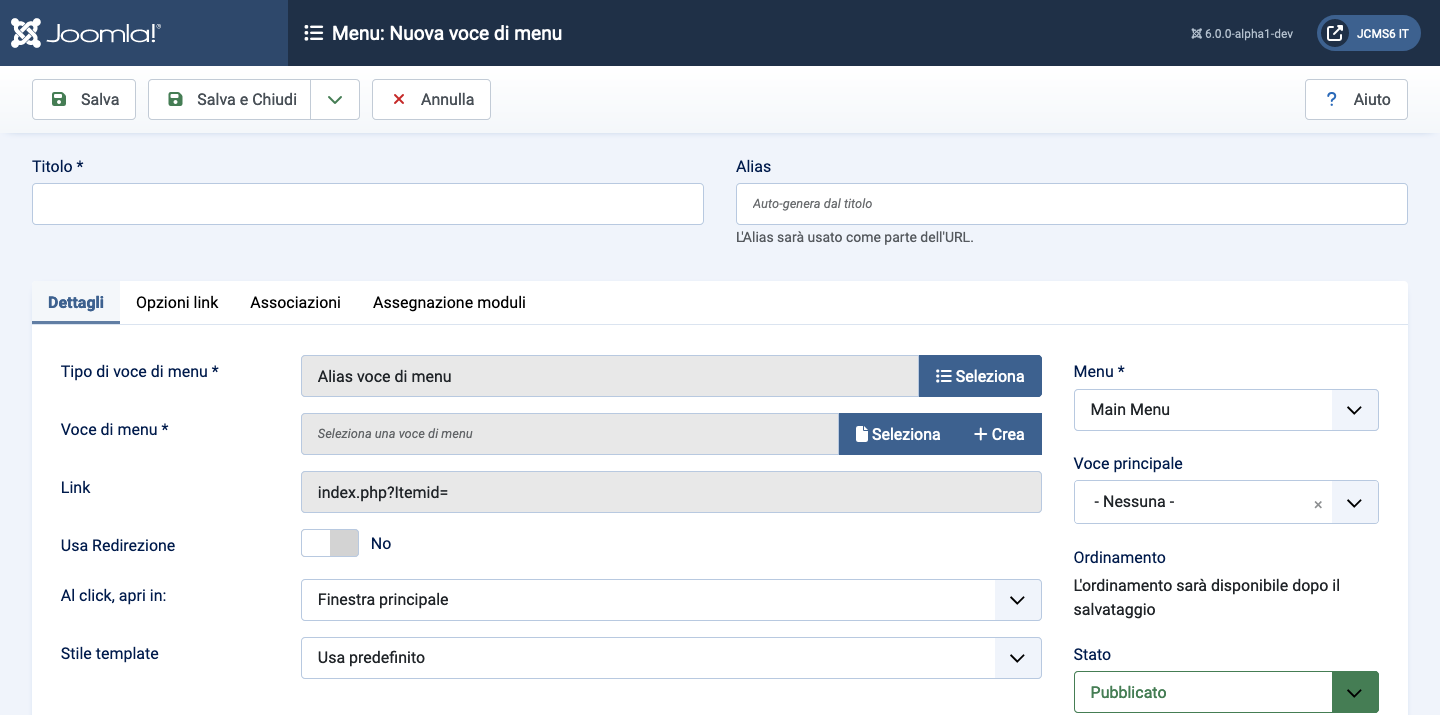 Joomla!®
Menu: Nuova voce di menu
6.0.0-alpha1-dev
JCMS6 IT
Salva
Salva e Chiudi
Annulla
? Aiuto
Titolo *
Alias
Auto-genera dal titolo
L'Alias sarà usato come parte dell'URL.
Dettagli
Opzioni link
Associazioni
Assegnazione moduli
Tipo di voce di menu *
Alias voce di menu
Seleziona
Voce di menu *
Seleziona una voce di menu
Seleziona
+ Crea
Link
index.php?Itemid=
Usa Redirezione
No
Al click, apri in:
Finestra principale
Stile template
Usa predefinito
Menu *
Main Menu
Voce principale
- Nessuna -
×
Ordinamento
L'ordinamento sarà disponibile dopo il
salvataggio
Stato
Pubblicato